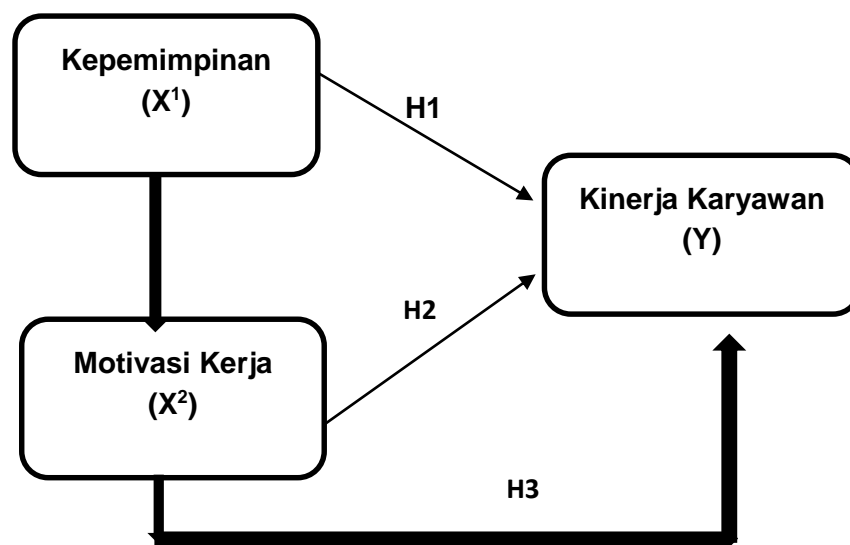 Kepemimpinan
(X¹)
H1
Kinerja Karyawan
(Y)
H2
Motivasi Kerja
(X²)
H3